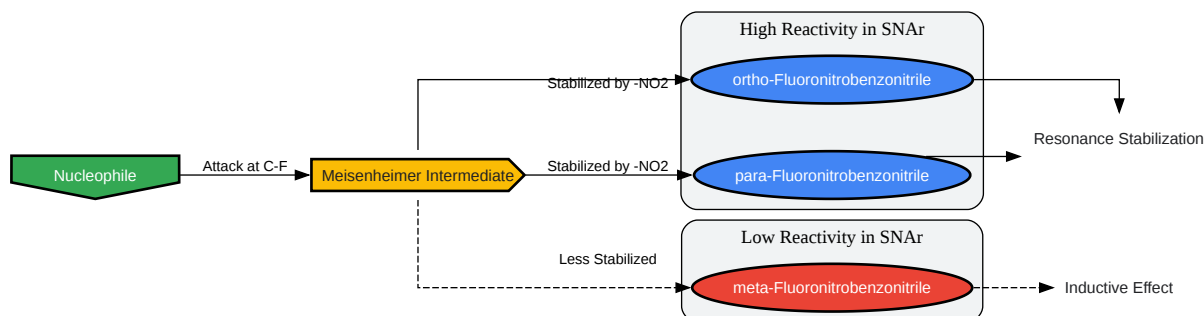 High Reactivity in SNAr
Stabilized by -NO2
ortho-Fluoronitrobenzonitrile
Resonance Stabilization
Nucleophile
Attack at C-F
Meisenheimer Intermediate
Stabilized by -NO2
para-Fluoronitrobenzonitrile
Low Reactivity in SNAr
Less Stabilized
meta-Fluoronitrobenzonitrile
Inductive Effect